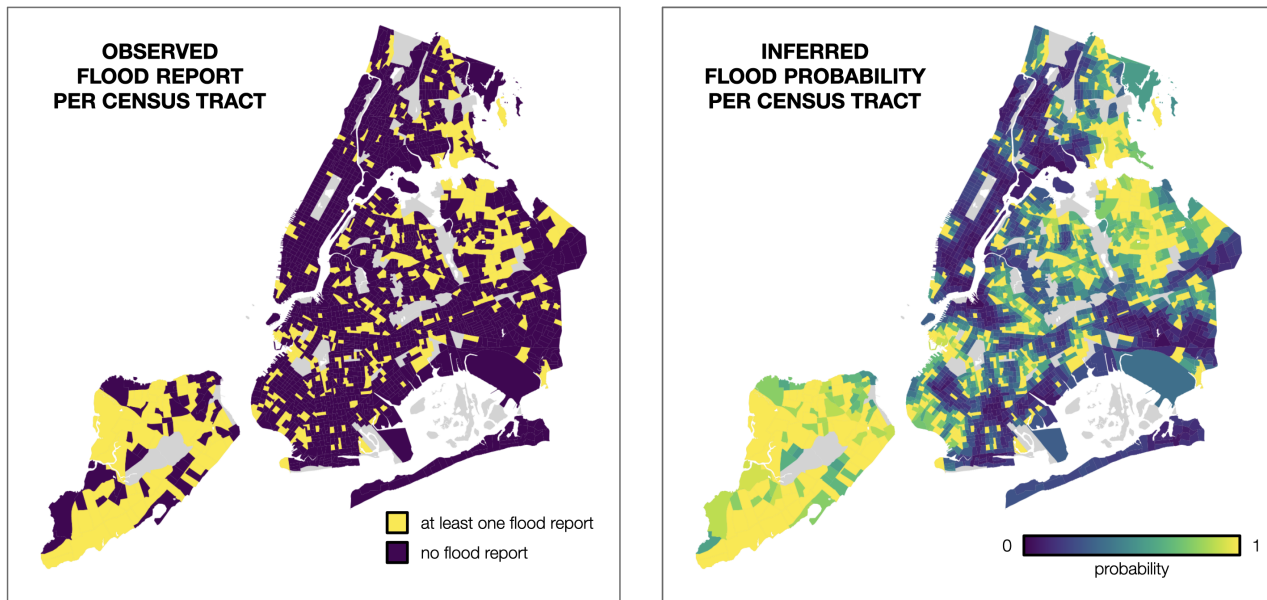 OBSERVED
FLOOD REPORT
PER CENSUS TRACT
at least one flood report
no flood report
INFERRED
FLOOD PROBABILITY
PER CENSUS TRACT
0
1
probability